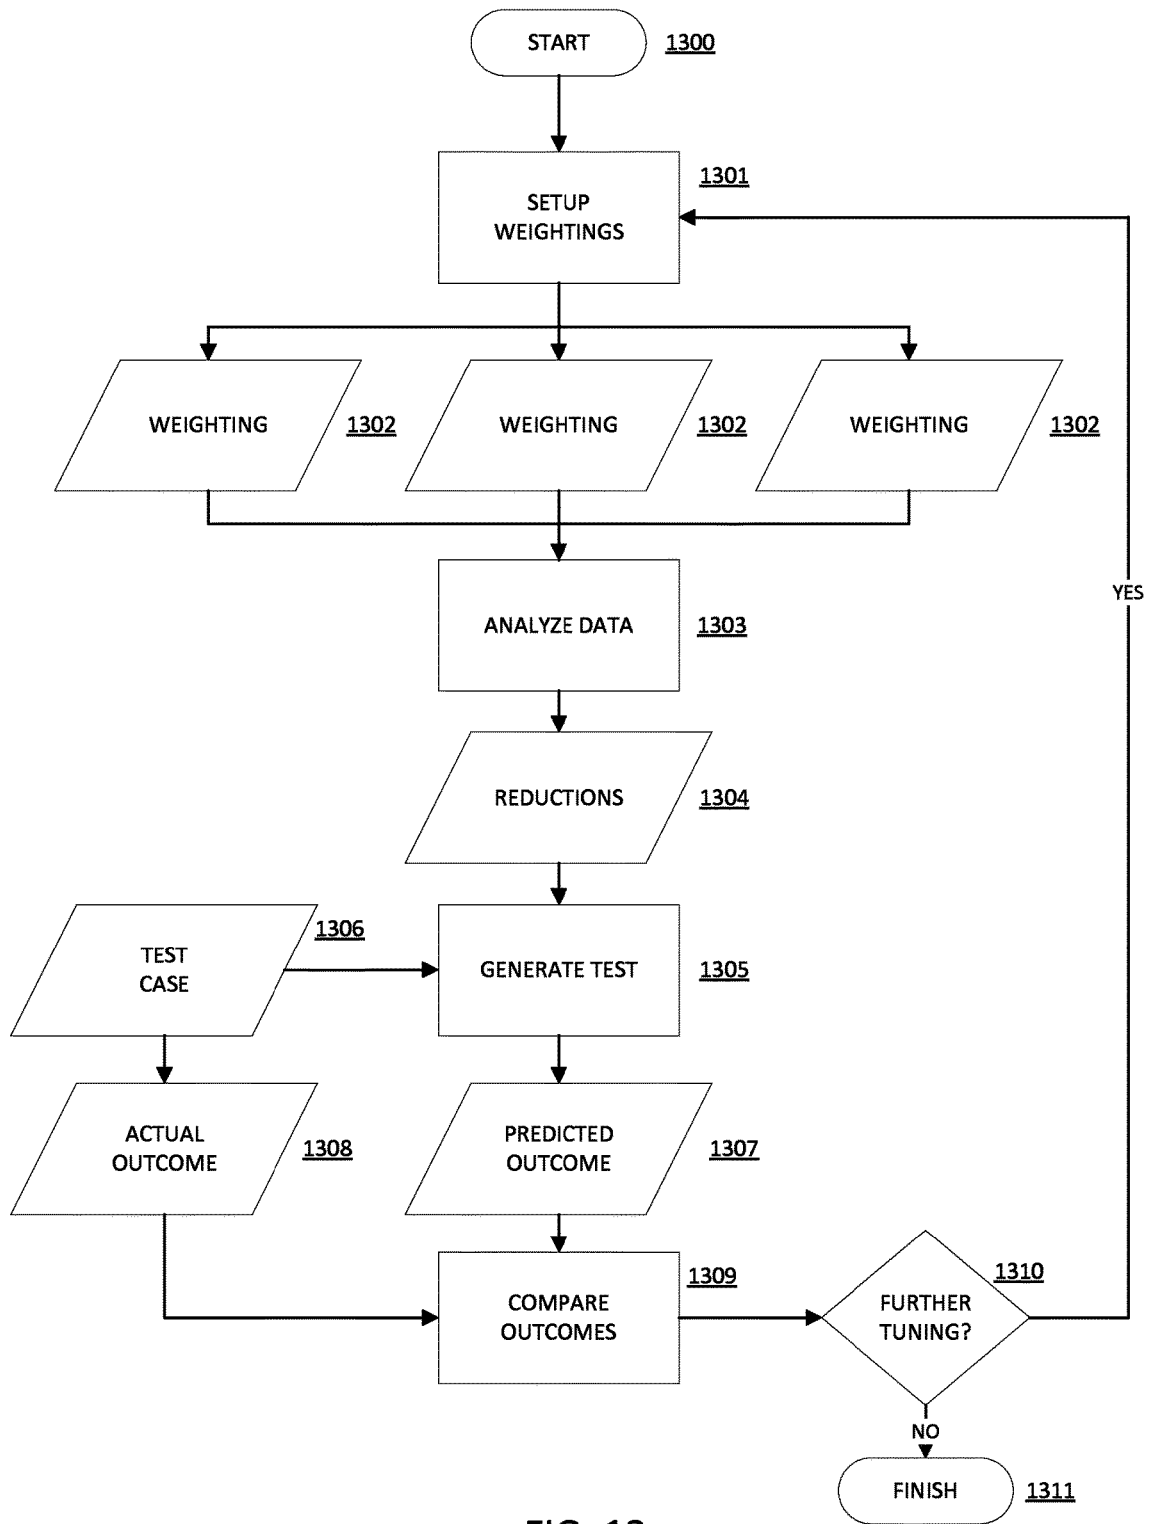 START
1300
SETUP
WEIGHTINGS
1301
WEIGHTING
1302
WEIGHTING
1302
WEIGHTING
1302
ANALYZE DATA
1303
YES
REDUCTIONS
1304
TEST
CASE
1306
GENERATE TEST
1305
ACTUAL
OUTCOME
1308
PREDICTED
OUTCOME
1307
COMPARE
OUTCOMES
1309
FURTHER
TUNING?
1310
NO
FINISH
1311